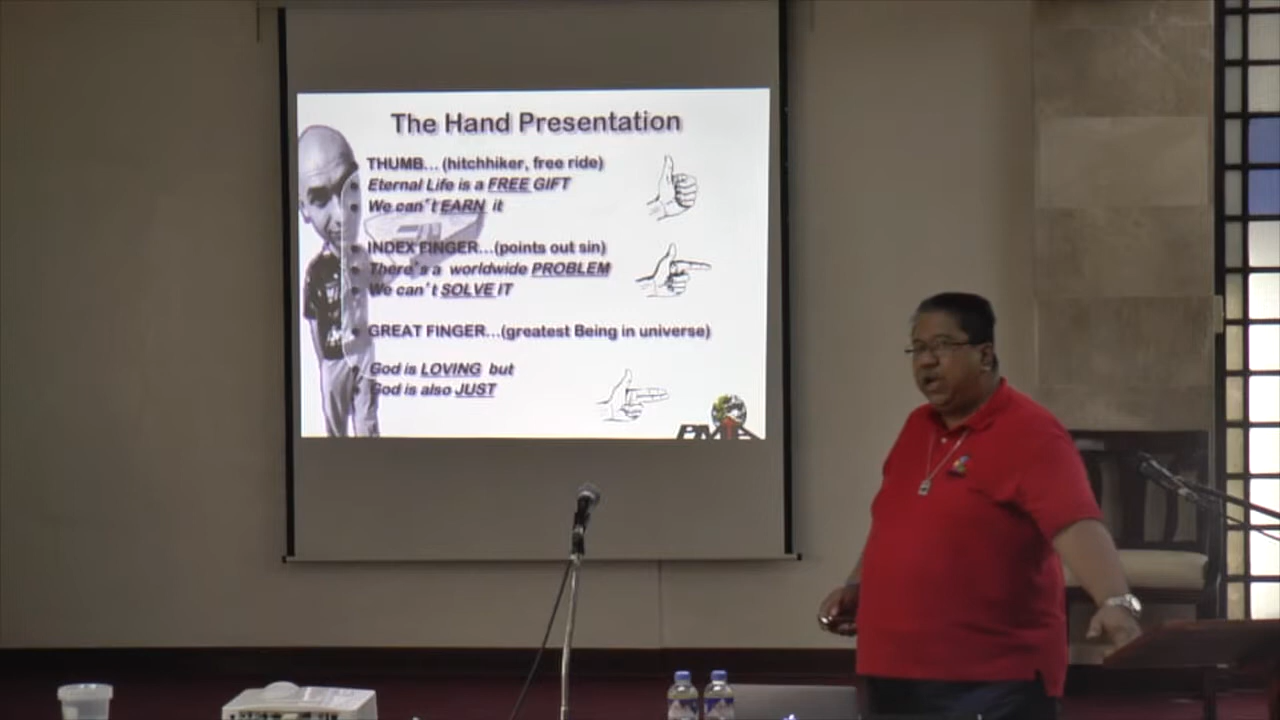 The Hand Presentation
THUMB... (hitchhiker, free ride)
Eternal Life is a FREE GIFT
We can't EARN it
INDEX FINGER...(points out sin)
There's a worldwide PROBLEM
We can't SOLVE IT
GREAT FINGER...(greatest Being in universe)
God is LOVING but
God is also JUST